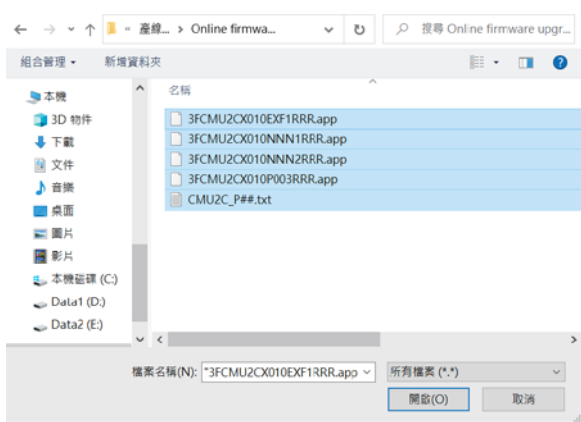 « 產線... > Online firmwa...
搜尋 Online firmware upgr...
組合管理
新增資料夾
本機
3D 物件
下載
文件
音樂
桌面
圖片
影片
本機磁碟 (C:)
Data1 (D:)
Data2 (E:)
名稱
3FCMU2CX010EXF1RRR.app
3FCMU2CX010NNN1RRR.app
3FCMU2CX010NNN2RRR.app
3FCMU2CX010P003RRR.app
CMU2C_P##.txt
檔案名稱(N): "3FCMU2CX010EXF1RRR.app
所有檔案 (*.*)
開啟(O)
取消